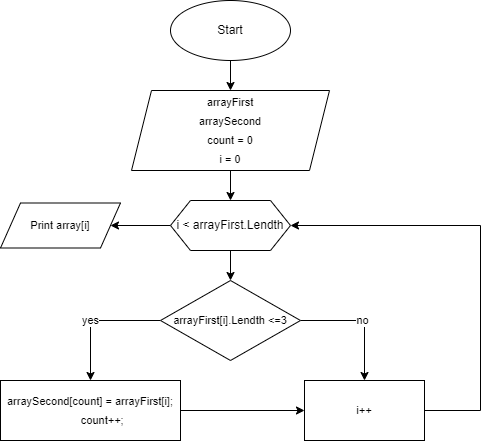 Start
arrayFirst
arraySecond
count = 0
i = 0
i < arrayFirst.Lendth
Print array[i]
arrayFirst[i].Lendth <=3
yes
no
arraySecond[count] = arrayFirst[i];
count++;
i++